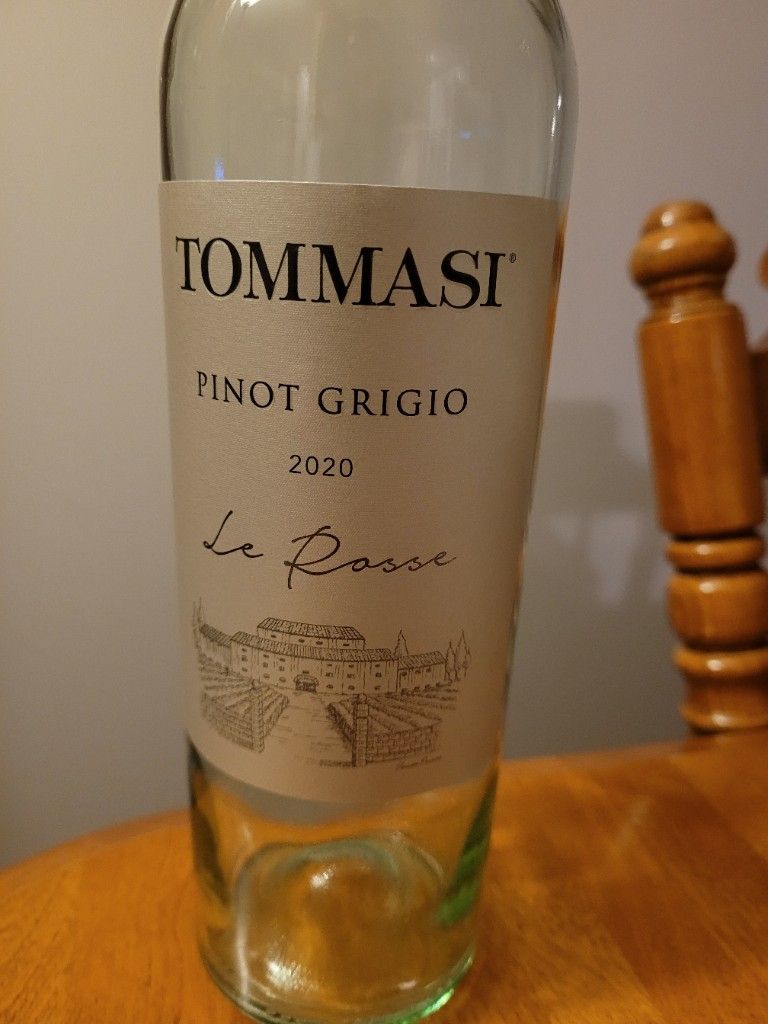 TOMMASI®
PINOT GRIGIO
2020
Le Rosse